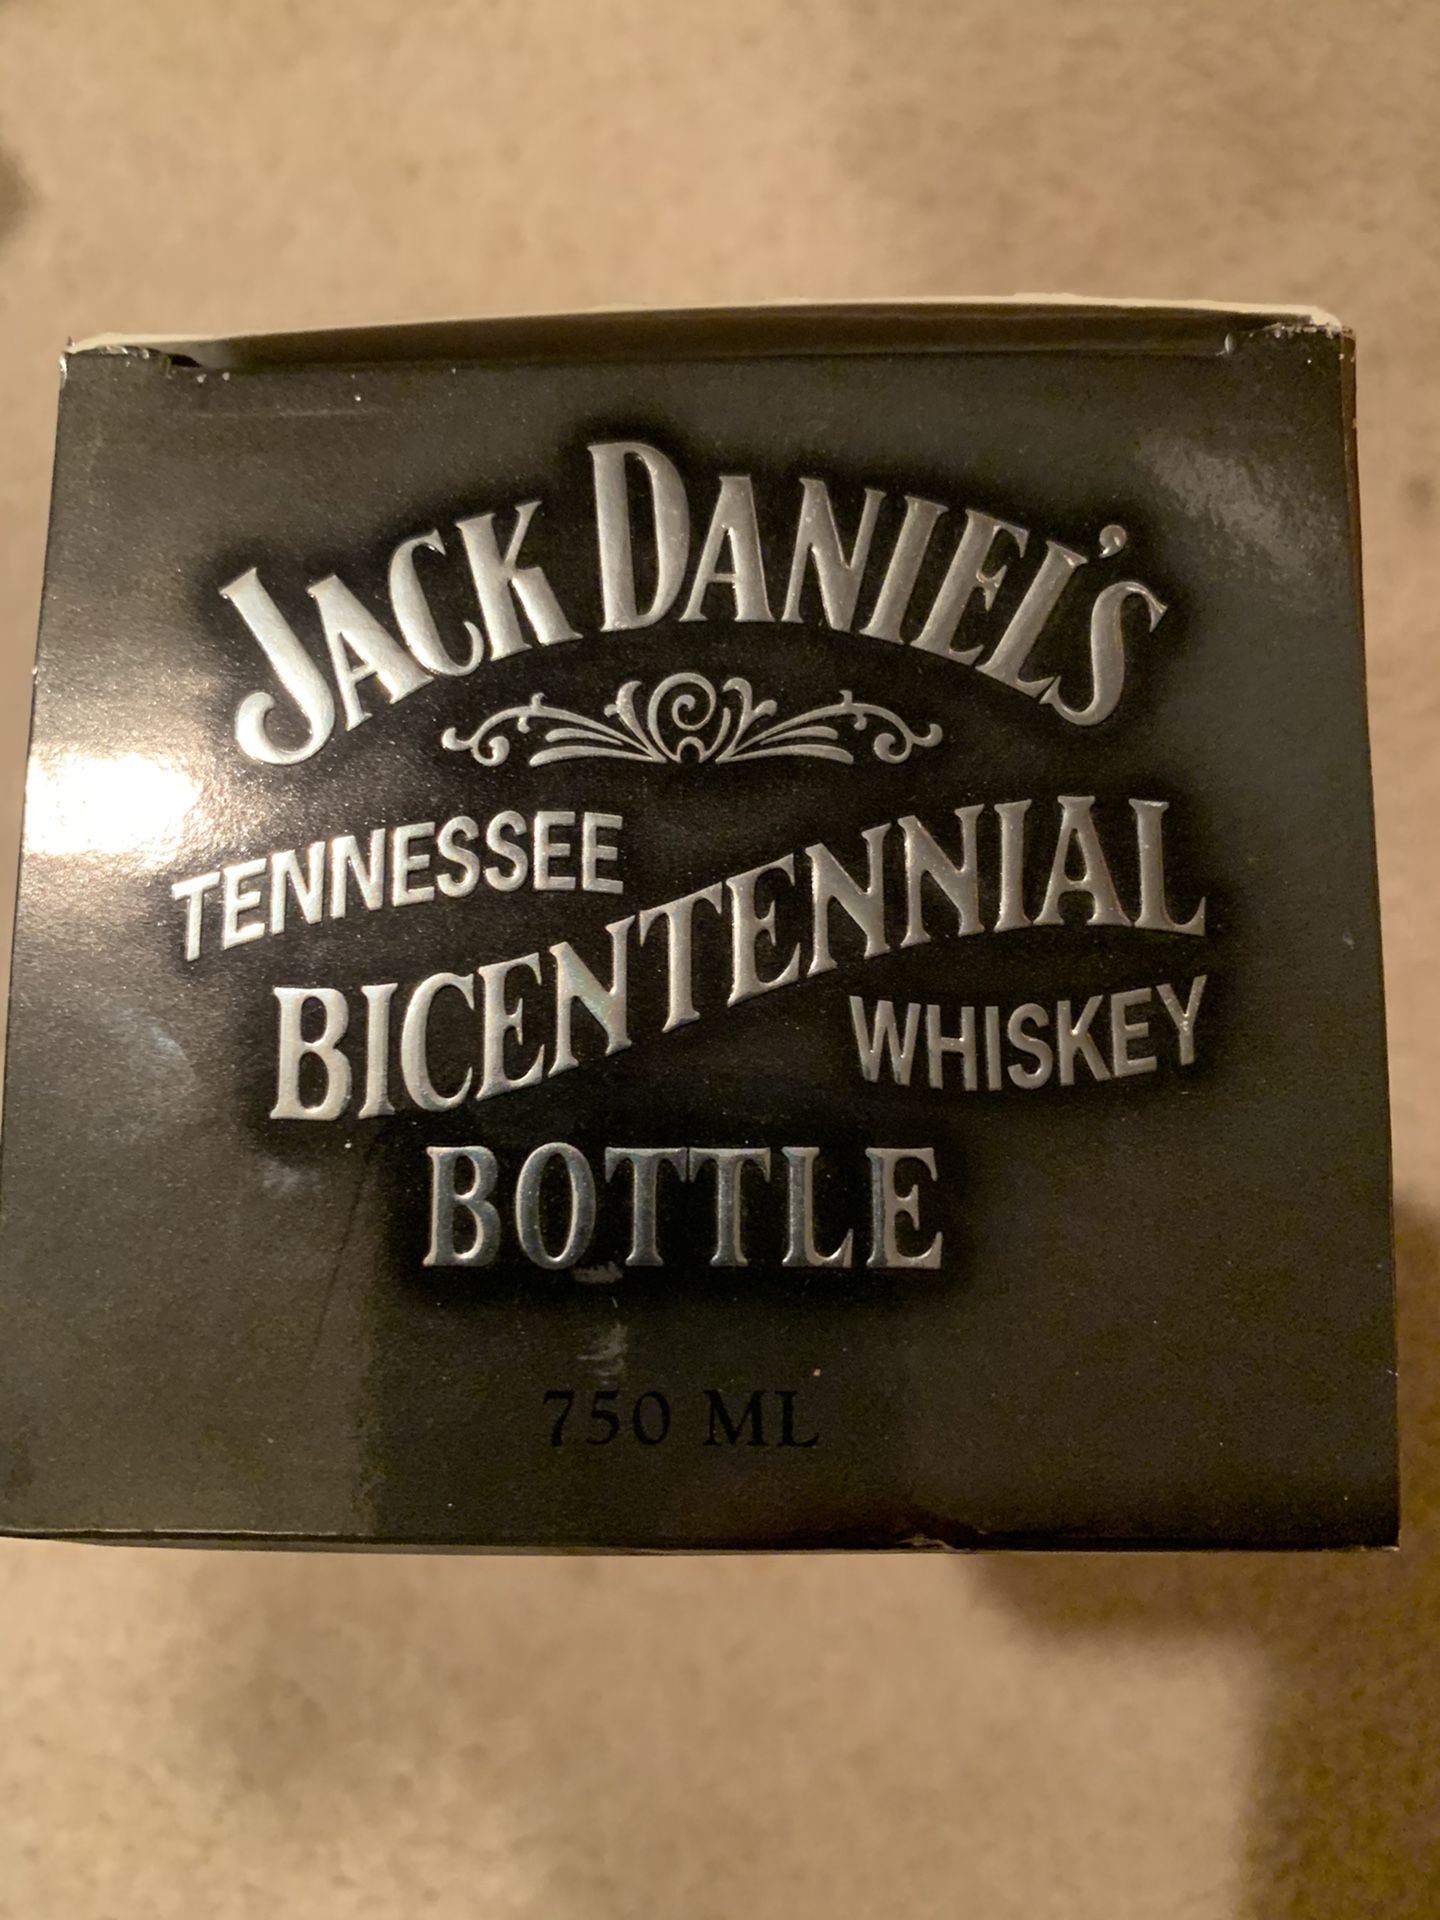 JACK DANIEL'S
TENNESSEE
BICENTENNIAL
WHISKEY
BOTTLE
750 ML